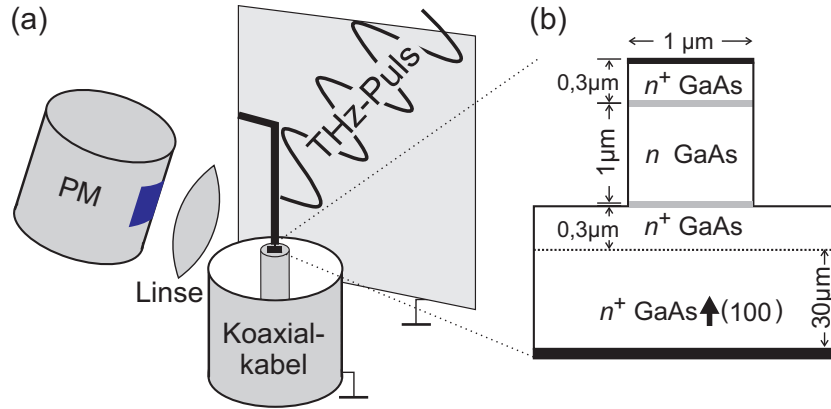 (a)
THz-Puls
PM
Linse
Koaxial-
kabel
(b)
1 µm
0,3µm
n⁺ GaAs
1µm
n GaAs
0,3µm
n⁺ GaAs
n⁺ GaAs (100)
30µm